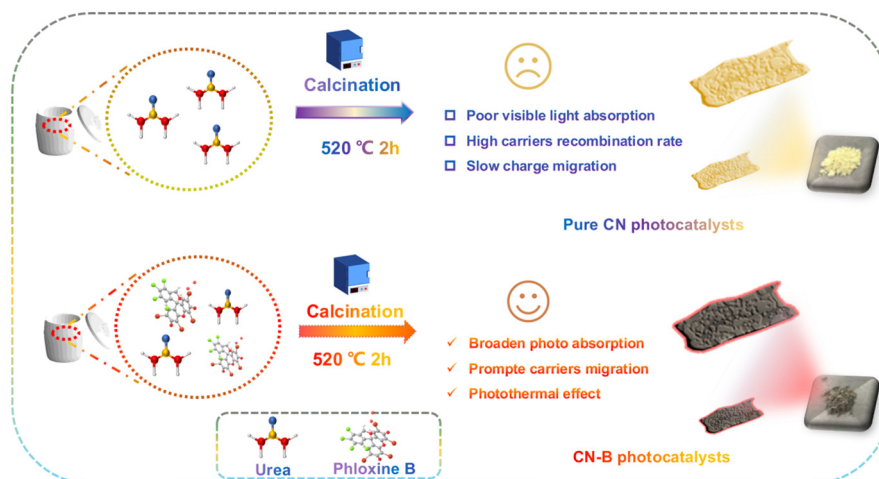 Calcination
520 ℃ 2h
Poor visible light absorption
High carriers recombination rate
Slow charge migration
Pure CN photocatalysts
Calcination
520 ℃ 2h
Broaden photo absorption
Prompte carriers migration
Photothermal effect
CN-B photocatalysts
Urea
Phloxine B